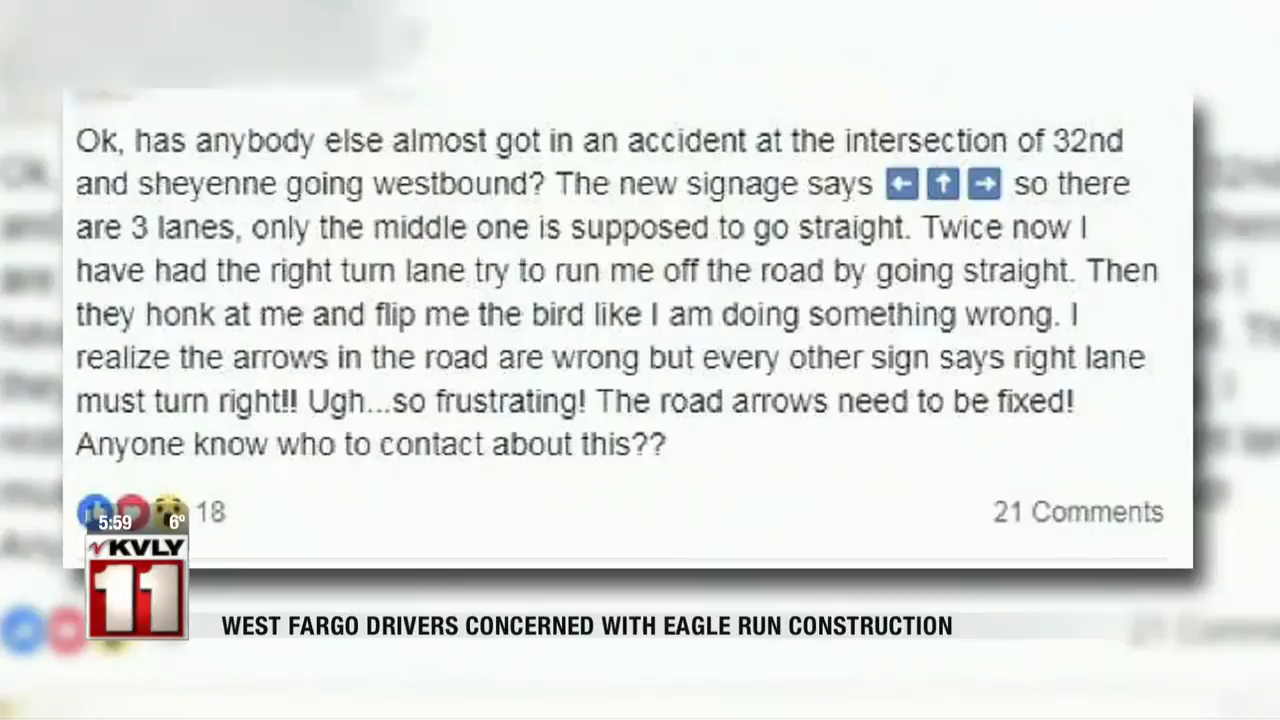 Ok, has anybody else almost got in an accident at the intersection of 32nd
and sheyenne going westbound? The new signage says ⬅️ ⬆️ ➡️ so there
are 3 lanes, only the middle one is supposed to go straight. Twice now I
have had the right turn lane try to run me off the road by going straight. Then
they honk at me and flip me the bird like I am doing something wrong. I
realize the arrows in the road are wrong but every other sign says right lane
must turn right!! Ugh...so frustrating! The road arrows need to be fixed!
Anyone know who to contact about this??
18
21 Comments
5:59 6°
KVLY
11
WEST FARGO DRIVERS CONCERNED WITH EAGLE RUN CONSTRUCTION